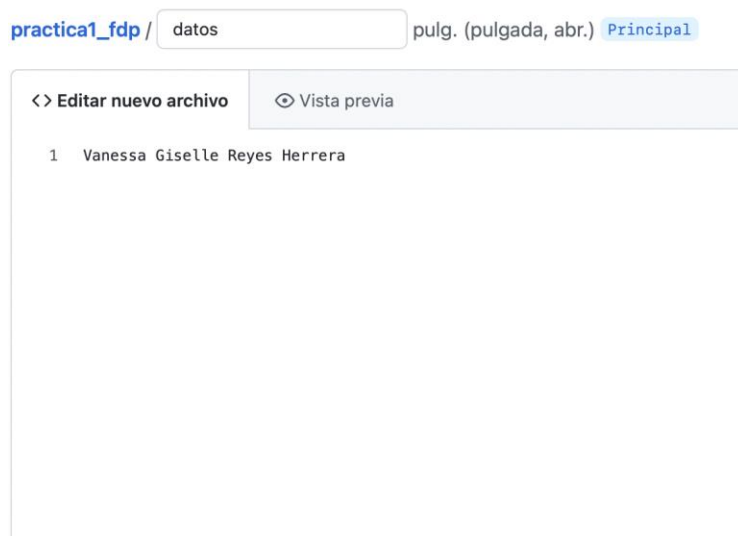 practica1_fdp / datos pulg. (pulgada, abr.) Principal
<> Editar nuevo archivo Vista previa
1 Vanessa Giselle Reyes Herrera